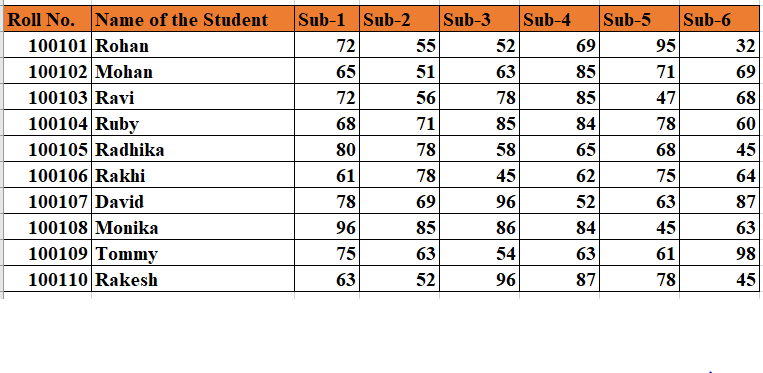 Roll No. Name of the Student Sub-1 Sub-2 Sub-3 Sub-4 Sub-5 Sub-6
100101 Rohan 72 55 52 69 95 32
100102 Mohan 65 51 63 85 71 69
100103 Ravi 72 56 78 85 47 68
100104 Ruby 68 71 85 84 78 60
100105 Radhika 80 78 58 65 68 45
100106 Rakhi 61 78 45 62 75 64
100107 David 78 69 96 52 63 87
100108 Monika 96 85 86 84 45 63
100109 Tommy 75 63 54 63 61 98
100110 Rakesh 63 52 96 87 78 45